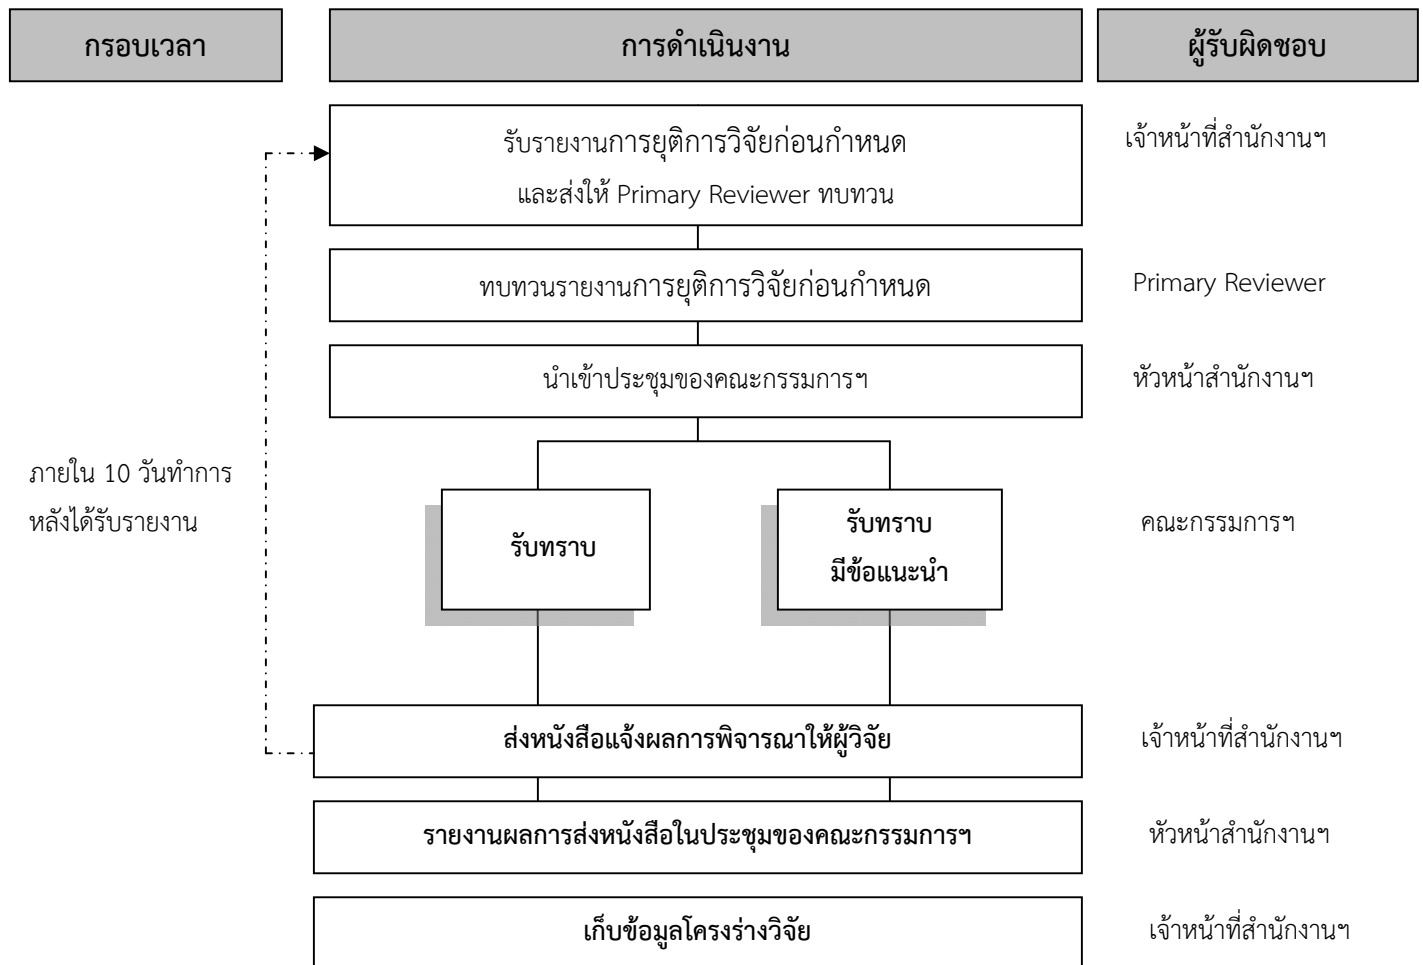 กรอบเวลา
การดำเนินงาน
ผู้รับผิดชอบ
รับรายงานการยุติการวิจัยก่อนกำหนด
และส่งให้ Primary Reviewer ทบทวน
เจ้าหน้าที่สำนักงานฯ
ทบทวนรายงานการยุติการวิจัยก่อนกำหนด
Primary Reviewer
นำเข้าประชุมของคณะกรรมการฯ
หัวหน้าสำนักงานฯ
ภายใน 10 วันทำการ
หลังได้รับรายงาน
รับทราบ
รับทราบ
มีข้อแนะนำ
คณะกรรมการฯ
ส่งหนังสือแจ้งผลการพิจารณาให้ผู้วิจัย
เจ้าหน้าที่สำนักงานฯ
รายงานผลการส่งหนังสือในประชุมของคณะกรรมการฯ
หัวหน้าสำนักงานฯ
เก็บข้อมูลโครงร่างวิจัย
เจ้าหน้าที่สำนักงานฯ